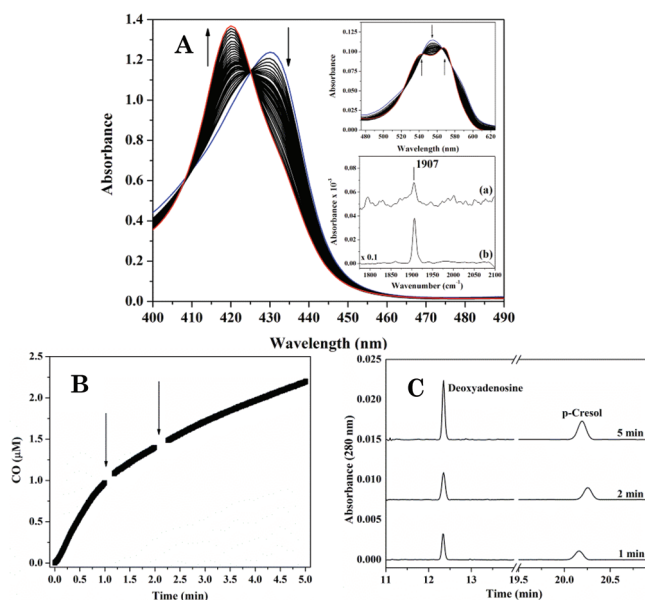 A
Absorbance
1.4
1.2
1.0
0.8
0.6
0.4
0.2
0.0
400 410 420 430 440 450 460 470 480 490
Wavelength (nm)
Absorbance
0.125
0.100
0.075
0.050
0.025
0.000
480 500 520 540 560 580 600 620
Wavelength (nm)
1907
Absorbance x 10⁻³
0.06
0.04
0.02
0.00
(a)
(b)
x 0.1
1800 1850 1900 1950 2000 2050 2100
Wavenumber (cm⁻¹)
B
CO (µM)
2.5
2.0
1.5
1.0
0.5
0.0
0.0 0.5 1.0 1.5 2.0 2.5 3.0 3.5 4.0 4.5 5.0
Time (min)
C
Absorbance (280 nm)
0.025
0.020
0.015
0.010
0.005
0.000
Deoxyadenosine
p-Cresol
5 min
2 min
1 min
11 12 13 14 19.5 20.0 20.5
Time (min)